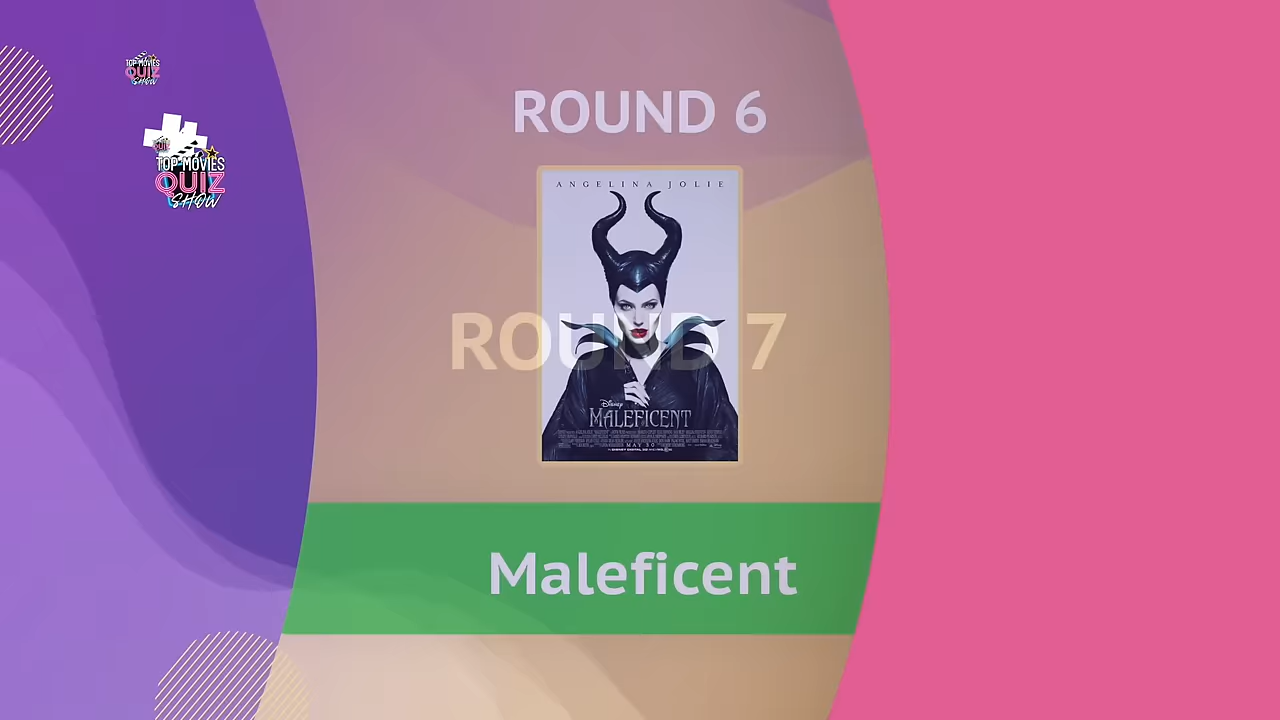 TOP MOVIES
QUIZ
SHOW
TOP MOVIES
QUIZ
SHOW
ROUND 6
ANGELINA JOLIE
ROUND 7
Disney
MALEFICENT
MAY 30
Maleficent